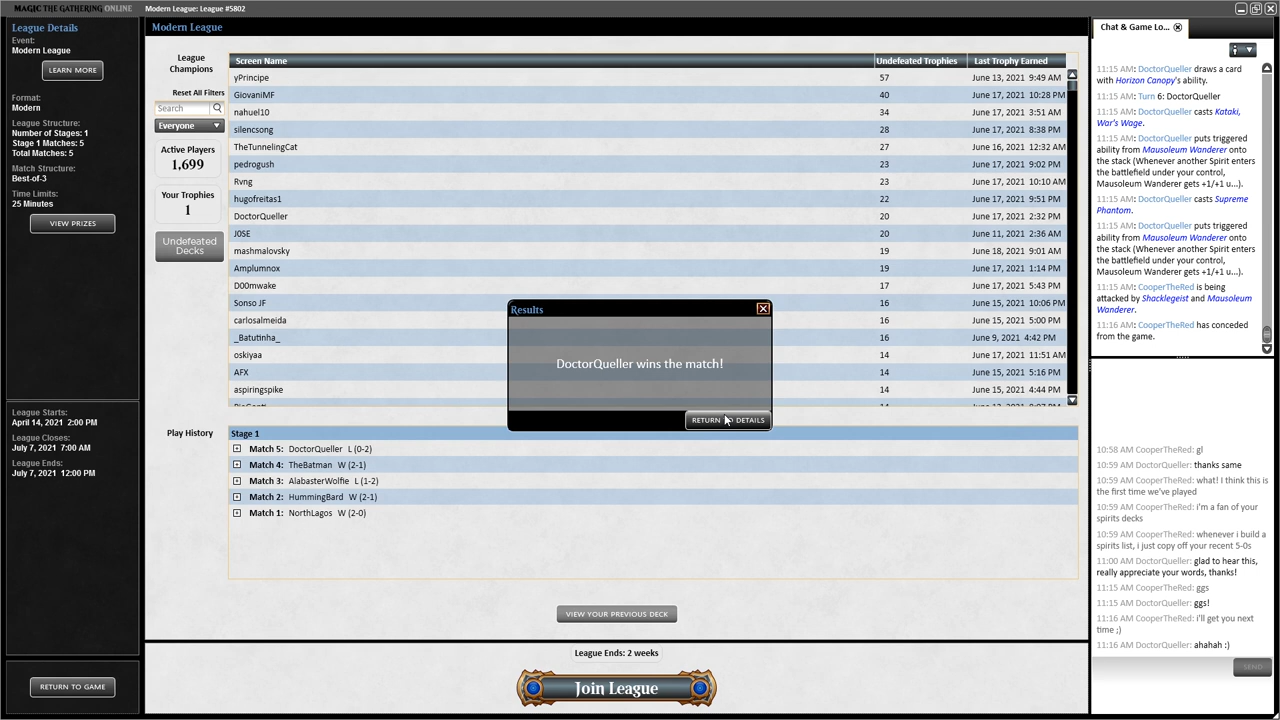 MAGIC THE GATHERING ONLINE
Modern League: League #5802
League Details
Event:
Modern League
LEARN MORE
Format:
Modern
League Structure:
Number of Stages: 1
Stage 1 Matches: 5
Total Matches: 5
Match Structure:
Best-of-3
Time Limits:
25 Minutes
VIEW PRIZES
League Starts:
April 14, 2021 2:00 PM
League Closes:
July 7, 2021 7:00 AM
League Ends:
July 7, 2021 12:00 PM
RETURN TO GAME
Modern League
League
Champions
Reset All Filters
Search
Everyone
Active Players
1,699
Your Trophies
1
Undefeated
Decks
Screen Name Undefeated Trophies Last Trophy Earned
yPrincipe 57 June 13, 2021 9:49 AM
GiovaniMF 40 June 17, 2021 10:28 PM
nahuel10 34 June 17, 2021 3:51 AM
silencsong 28 June 17, 2021 8:38 PM
TheTunnelingCat 27 June 16, 2021 12:32 AM
pedrogush 23 June 17, 2021 9:02 PM
Rvng 23 June 17, 2021 10:10 AM
hugofreitas1 22 June 17, 2021 9:51 PM
DoctorQueller 20 June 17, 2021 2:32 PM
J0SE 20 June 11, 2021 2:36 AM
mashmalovsky 19 June 18, 2021 9:01 AM
Amplumnox 19 June 17, 2021 1:14 PM
D00mwake 17 June 17, 2021 5:43 PM
Sonso JF 16 June 15, 2021 10:06 PM
carlosalmeida 16 June 15, 2021 5:00 PM
_Batutinha_ 16 June 9, 2021 4:42 PM
oskiyaa 14 June 17, 2021 11:51 AM
AFX 14 June 15, 2021 5:16 PM
aspiringspike 14 June 15, 2021 4:44 PM
Results
DoctorQueller wins the match!
RETURN TO DETAILS
Play History
Stage 1
Match 5: DoctorQueller L (0-2)
Match 4: TheBatman W (2-1)
Match 3: AlabasterWolfie L (1-2)
Match 2: HummingBard W (2-1)
Match 1: NorthLagos W (2-0)
VIEW YOUR PREVIOUS DECK
League Ends: 2 weeks
Join League
Chat & Game Lo...
11:15 AM: DoctorQueller draws a card
with Horizon Canopy's ability.
11:15 AM: Turn 6: DoctorQueller
11:15 AM: DoctorQueller casts Kataki,
War's Wage.
11:15 AM: DoctorQueller puts triggered
ability from Mausoleum Wanderer onto
the stack (Whenever another Spirit enters
the battlefield under your control,
Mausoleum Wanderer gets +1/+1 u...).
11:15 AM: DoctorQueller casts Supreme
Phantom.
11:15 AM: DoctorQueller puts triggered
ability from Mausoleum Wanderer onto
the stack (Whenever another Spirit enters
the battlefield under your control,
Mausoleum Wanderer gets +1/+1 u...).
11:15 AM: CooperTheRed is being
attacked by Shacklegeist and Mausoleum
Wanderer.
11:16 AM: CooperTheRed has conceded
from the game.
10:58 AM CooperTheRed: gl
10:59 AM DoctorQueller: thanks same
10:59 AM CooperTheRed: what! I think this is
the first time we've played
10:59 AM CooperTheRed: i'm a fan of your
spirits decks
10:59 AM CooperTheRed: whenever i build a
spirits list, i just copy off your recent 5-0s
11:00 AM DoctorQueller: glad to hear this,
really appreciate your words, thanks!
11:15 AM CooperTheRed: ggs
11:15 AM DoctorQueller: ggs!
11:16 AM CooperTheRed: i'll get you next
time ;)
11:16 AM DoctorQueller: ahahah :)
SEND